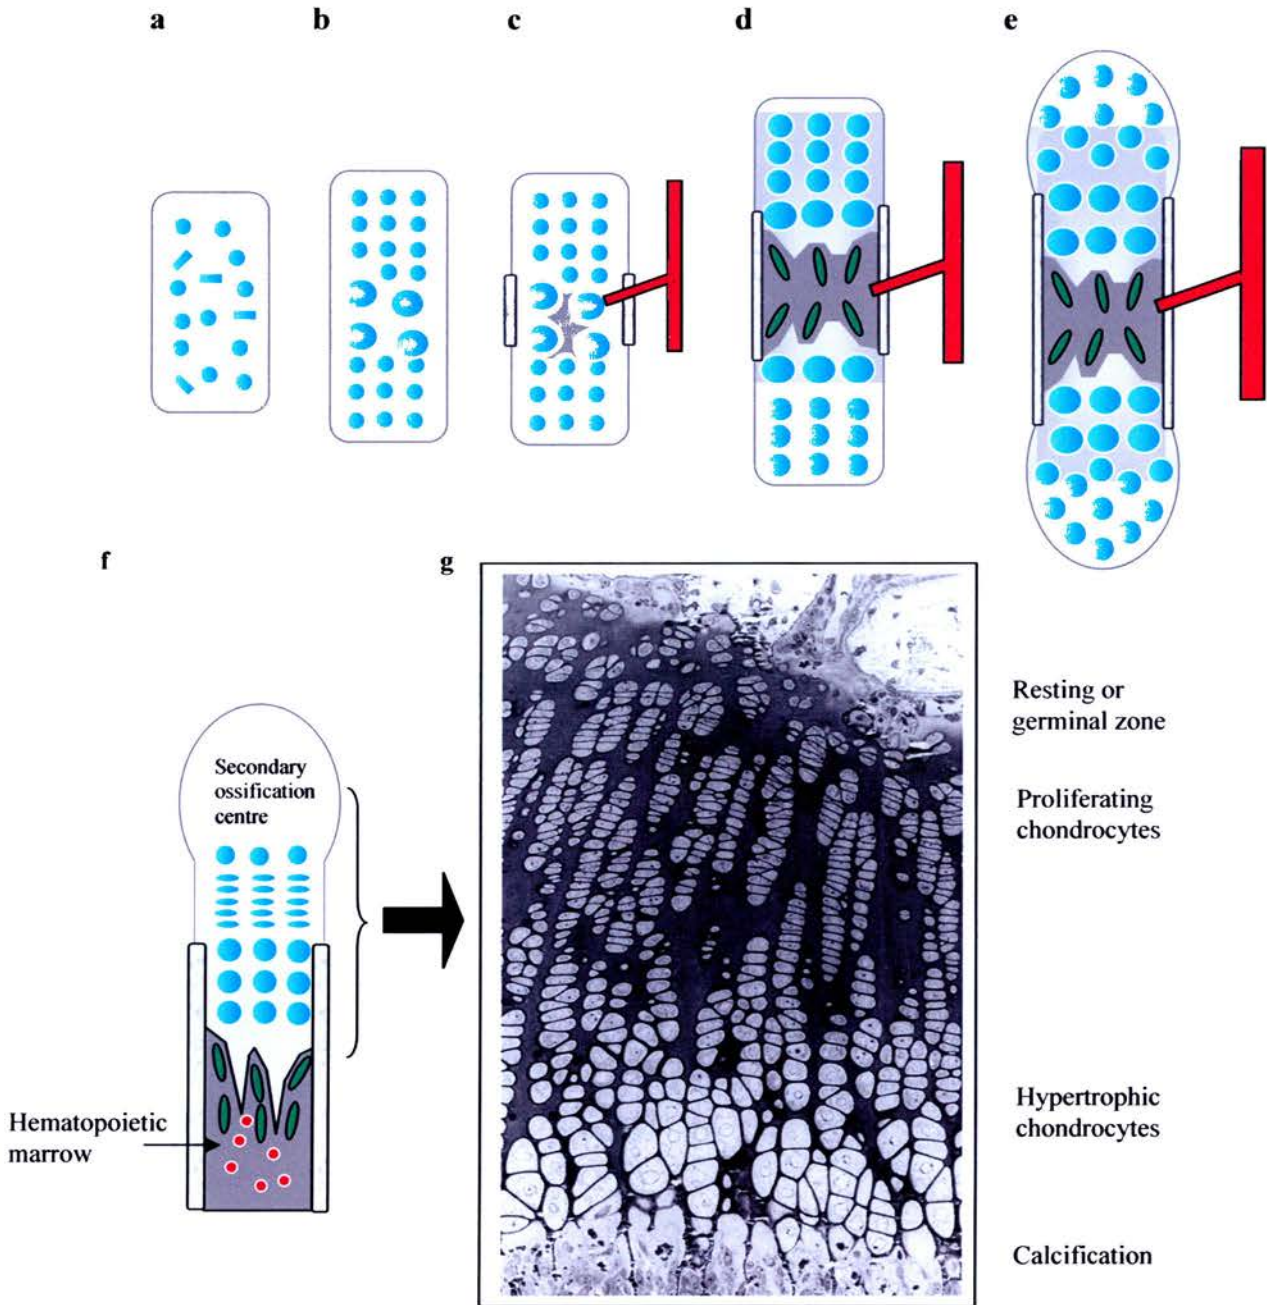 a
b
c
d
e
f
g
Secondary
ossification
centre
Hematopoietic
marrow
Resting or
germinal zone
Proliferating
chondrocytes
Hypertrophic
chondrocytes
Calcification